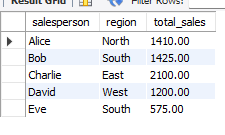 Result Grid Filter Rows:
salesperson region total_sales
Alice North 1410.00
Bob South 1425.00
Charlie East 2100.00
David West 1200.00
Eve South 575.00